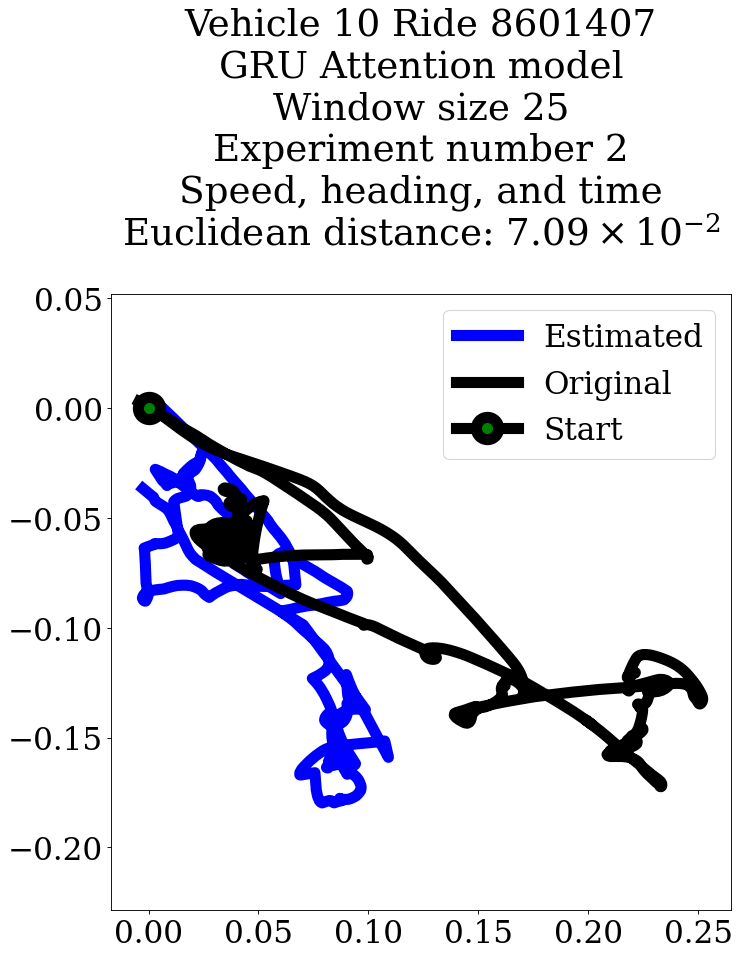 Vehicle 10 Ride 8601407
GRU Attention model
Window size 25
Experiment number 2
Speed, heading, and time
Euclidean distance: 7.09 × 10⁻²
Estimated
Original
Start
0.05
0.00
−0.05
−0.10
−0.15
−0.20
0.00 0.05 0.10 0.15 0.20 0.25